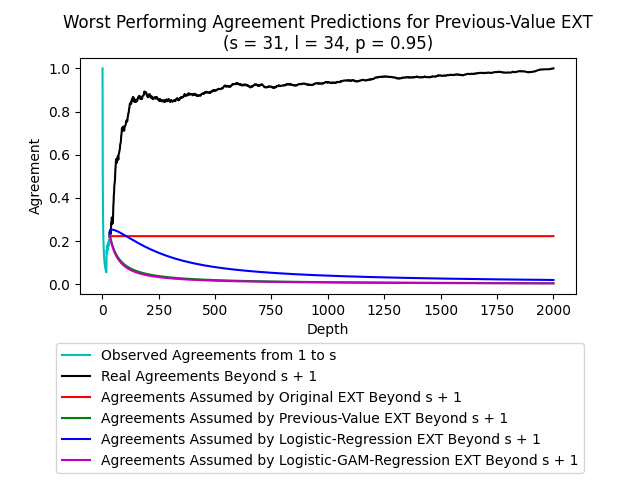 Worst Performing Agreement Predictions for Previous-Value EXT
(s = 31, l = 34, p = 0.95)
1.0
0.8
0.6
0.4
0.2
0.0
Agreement
0 250 500 750 1000 1250 1500 1750 2000
Depth
Observed Agreements from 1 to s
Real Agreements Beyond s + 1
Agreements Assumed by Original EXT Beyond s + 1
Agreements Assumed by Previous-Value EXT Beyond s + 1
Agreements Assumed by Logistic-Regression EXT Beyond s + 1
Agreements Assumed by Logistic-GAM-Regression EXT Beyond s + 1